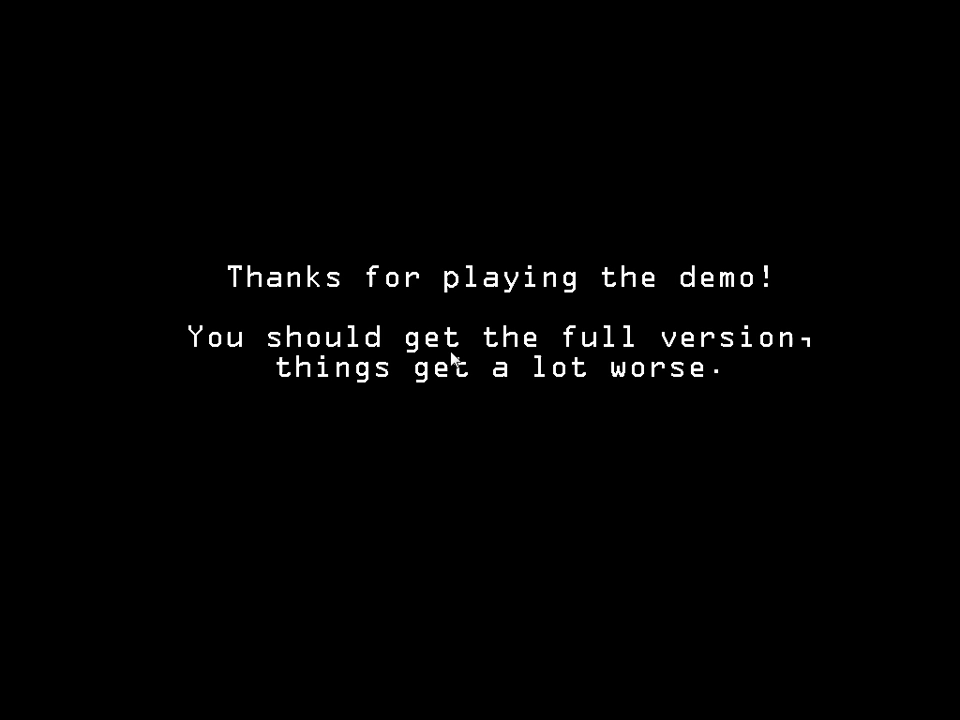 Thanks for playing the demo!
You should get the full version,
things get a lot worse.